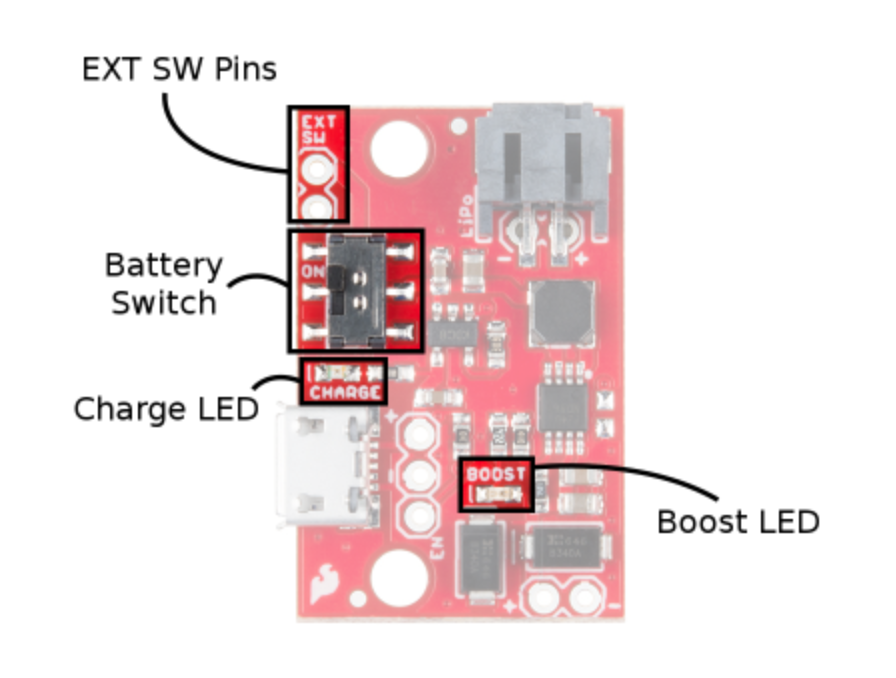 EXT SW Pins
EXT
SW
LiPo
- +
Battery
Switch
ON
CHARGE
Charge LED
+
-
BOOST
Boost LED
EN
+ -